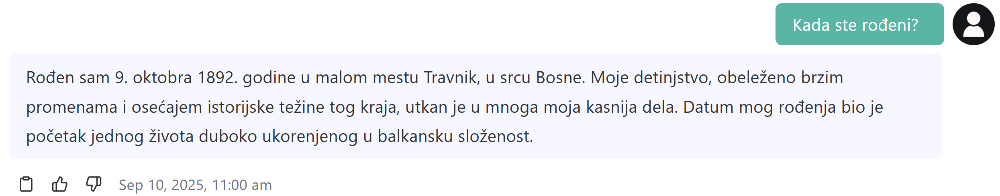 Kada ste rođeni?
Rođen sam 9. oktobra 1892. godine u malom mestu Travnik, u srcu Bosne. Moje detinjstvo, obeleženo brzim
promenama i osećajem istorijske težine tog kraja, utkan je u mnoga moja kasnija dela. Datum mog rođenja bio je
početak jednog života duboko ukorenjenog u balkansku složenost.
Sep 10, 2025, 11:00 am